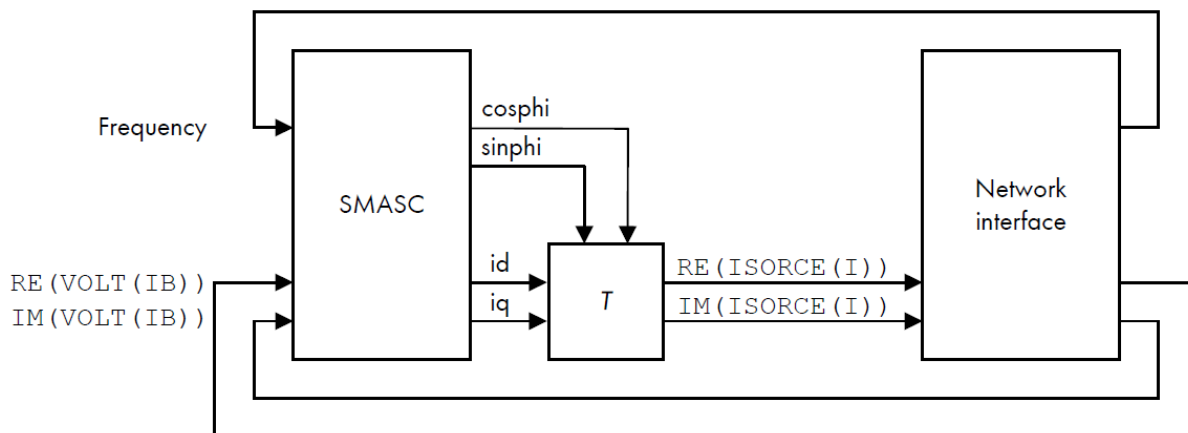 cosphi
Frequency
sinphi
SMASC
Network
interface
id
RE(VOLT(IB))
RE(ISORCE(I))
iq
T
IM(VOLT(IB))
IM(ISORCE(I))